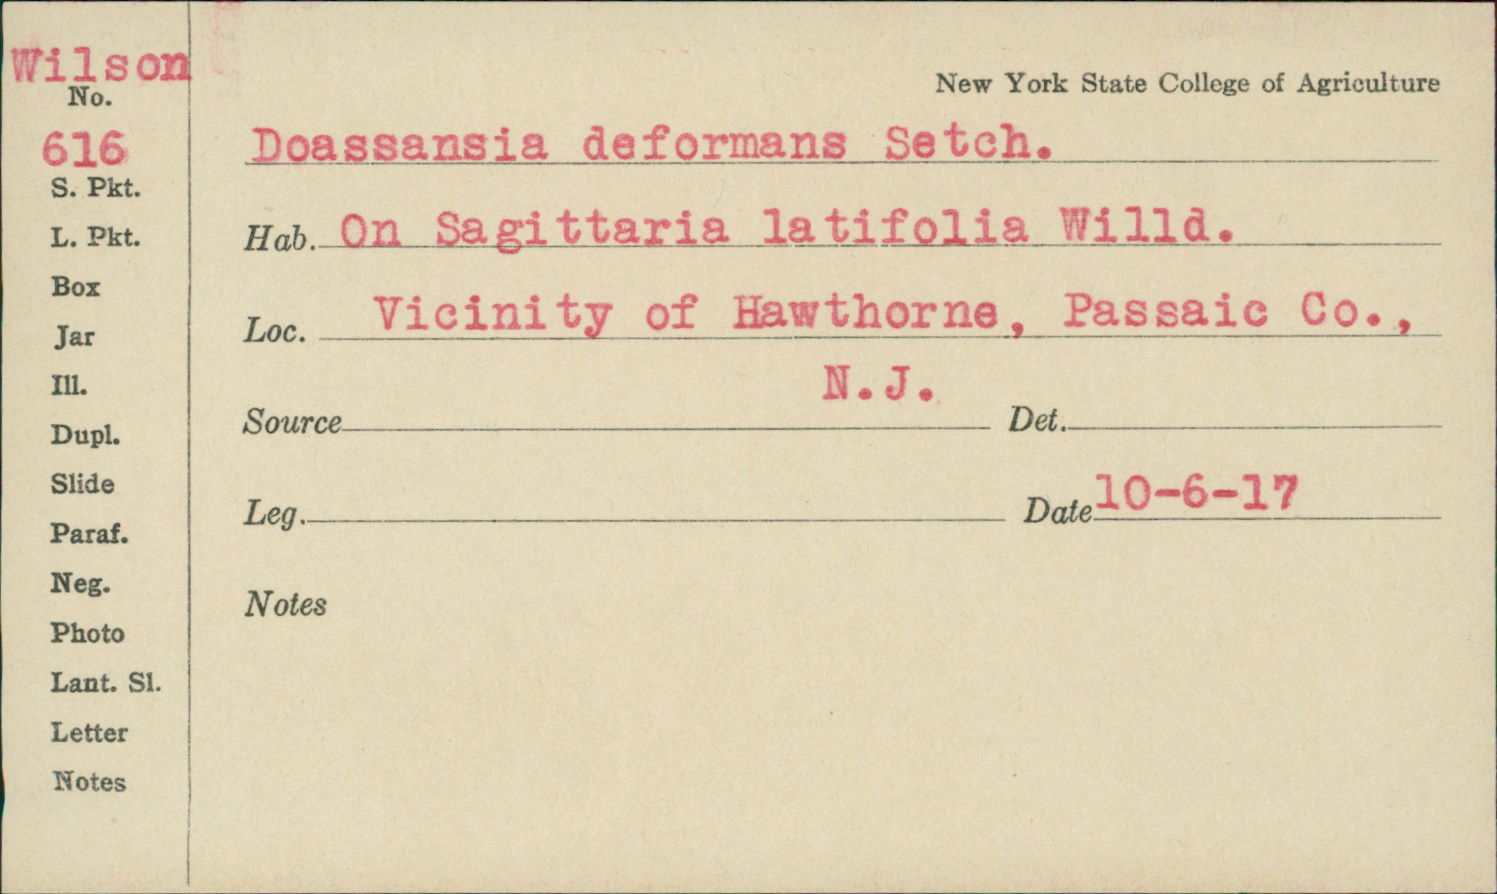 Wilson
No.
616
S. Pkt.
L. Pkt.
Box
Jar
Ill.
Dupl.
Slide
Paraf.
Neg.
Photo
Lant. Sl.
Letter
Notes
New York State College of Agriculture
Doassansia deformans Setch.
Hab. On Sagittaria latifolia Willd.
Loc. Vicinity of Hawthorne, Passaic Co.,
N.J.
Source Det.
Leg. Date 10-6-17
Notes